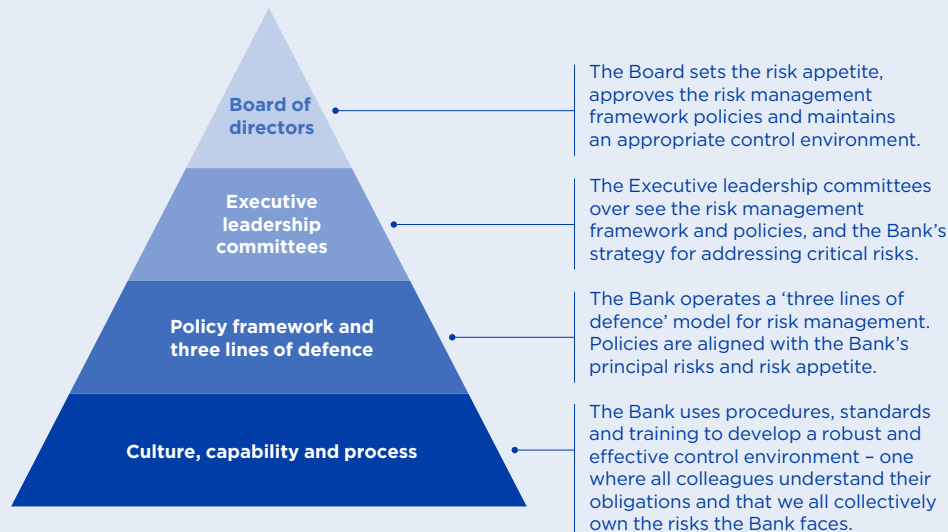 Board of
directors
The Board sets the risk appetite,
approves the risk management
framework policies and maintains
an appropriate control environment.
Executive
leadership
committees
The Executive leadership committees
over see the risk management
framework and policies, and the Bank's
strategy for addressing critical risks.
Policy framework and
three lines of defence
The Bank operates a ‘three lines of
defence’ model for risk management.
Policies are aligned with the Bank's
principal risks and risk appetite.
Culture, capability and process
The Bank uses procedures, standards
and training to develop a robust and
effective control environment – one
where all colleagues understand their
obligations and that we all collectively
own the risks the Bank faces.